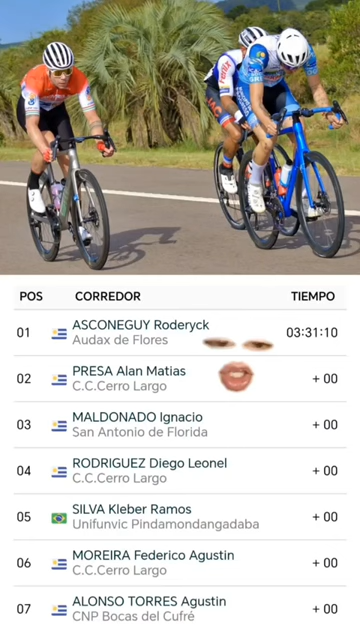 POS CORREDOR TIEMPO
01 ASCONEGUY Roderyck 03:31:10
Audax de Flores
02 PRESA Alan Matias + 00
C.C.Cerro Largo
03 MALDONADO Ignacio + 00
San Antonio de Florida
04 RODRIGUEZ Diego Leonel + 00
C.C.Cerro Largo
05 SILVA Kleber Ramos + 00
Unifunvic Pindamondangadaba
06 MOREIRA Federico Agustin + 00
C.C.Cerro Largo
07 ALONSO TORRES Agustin + 00
CNP Bocas del Cufré